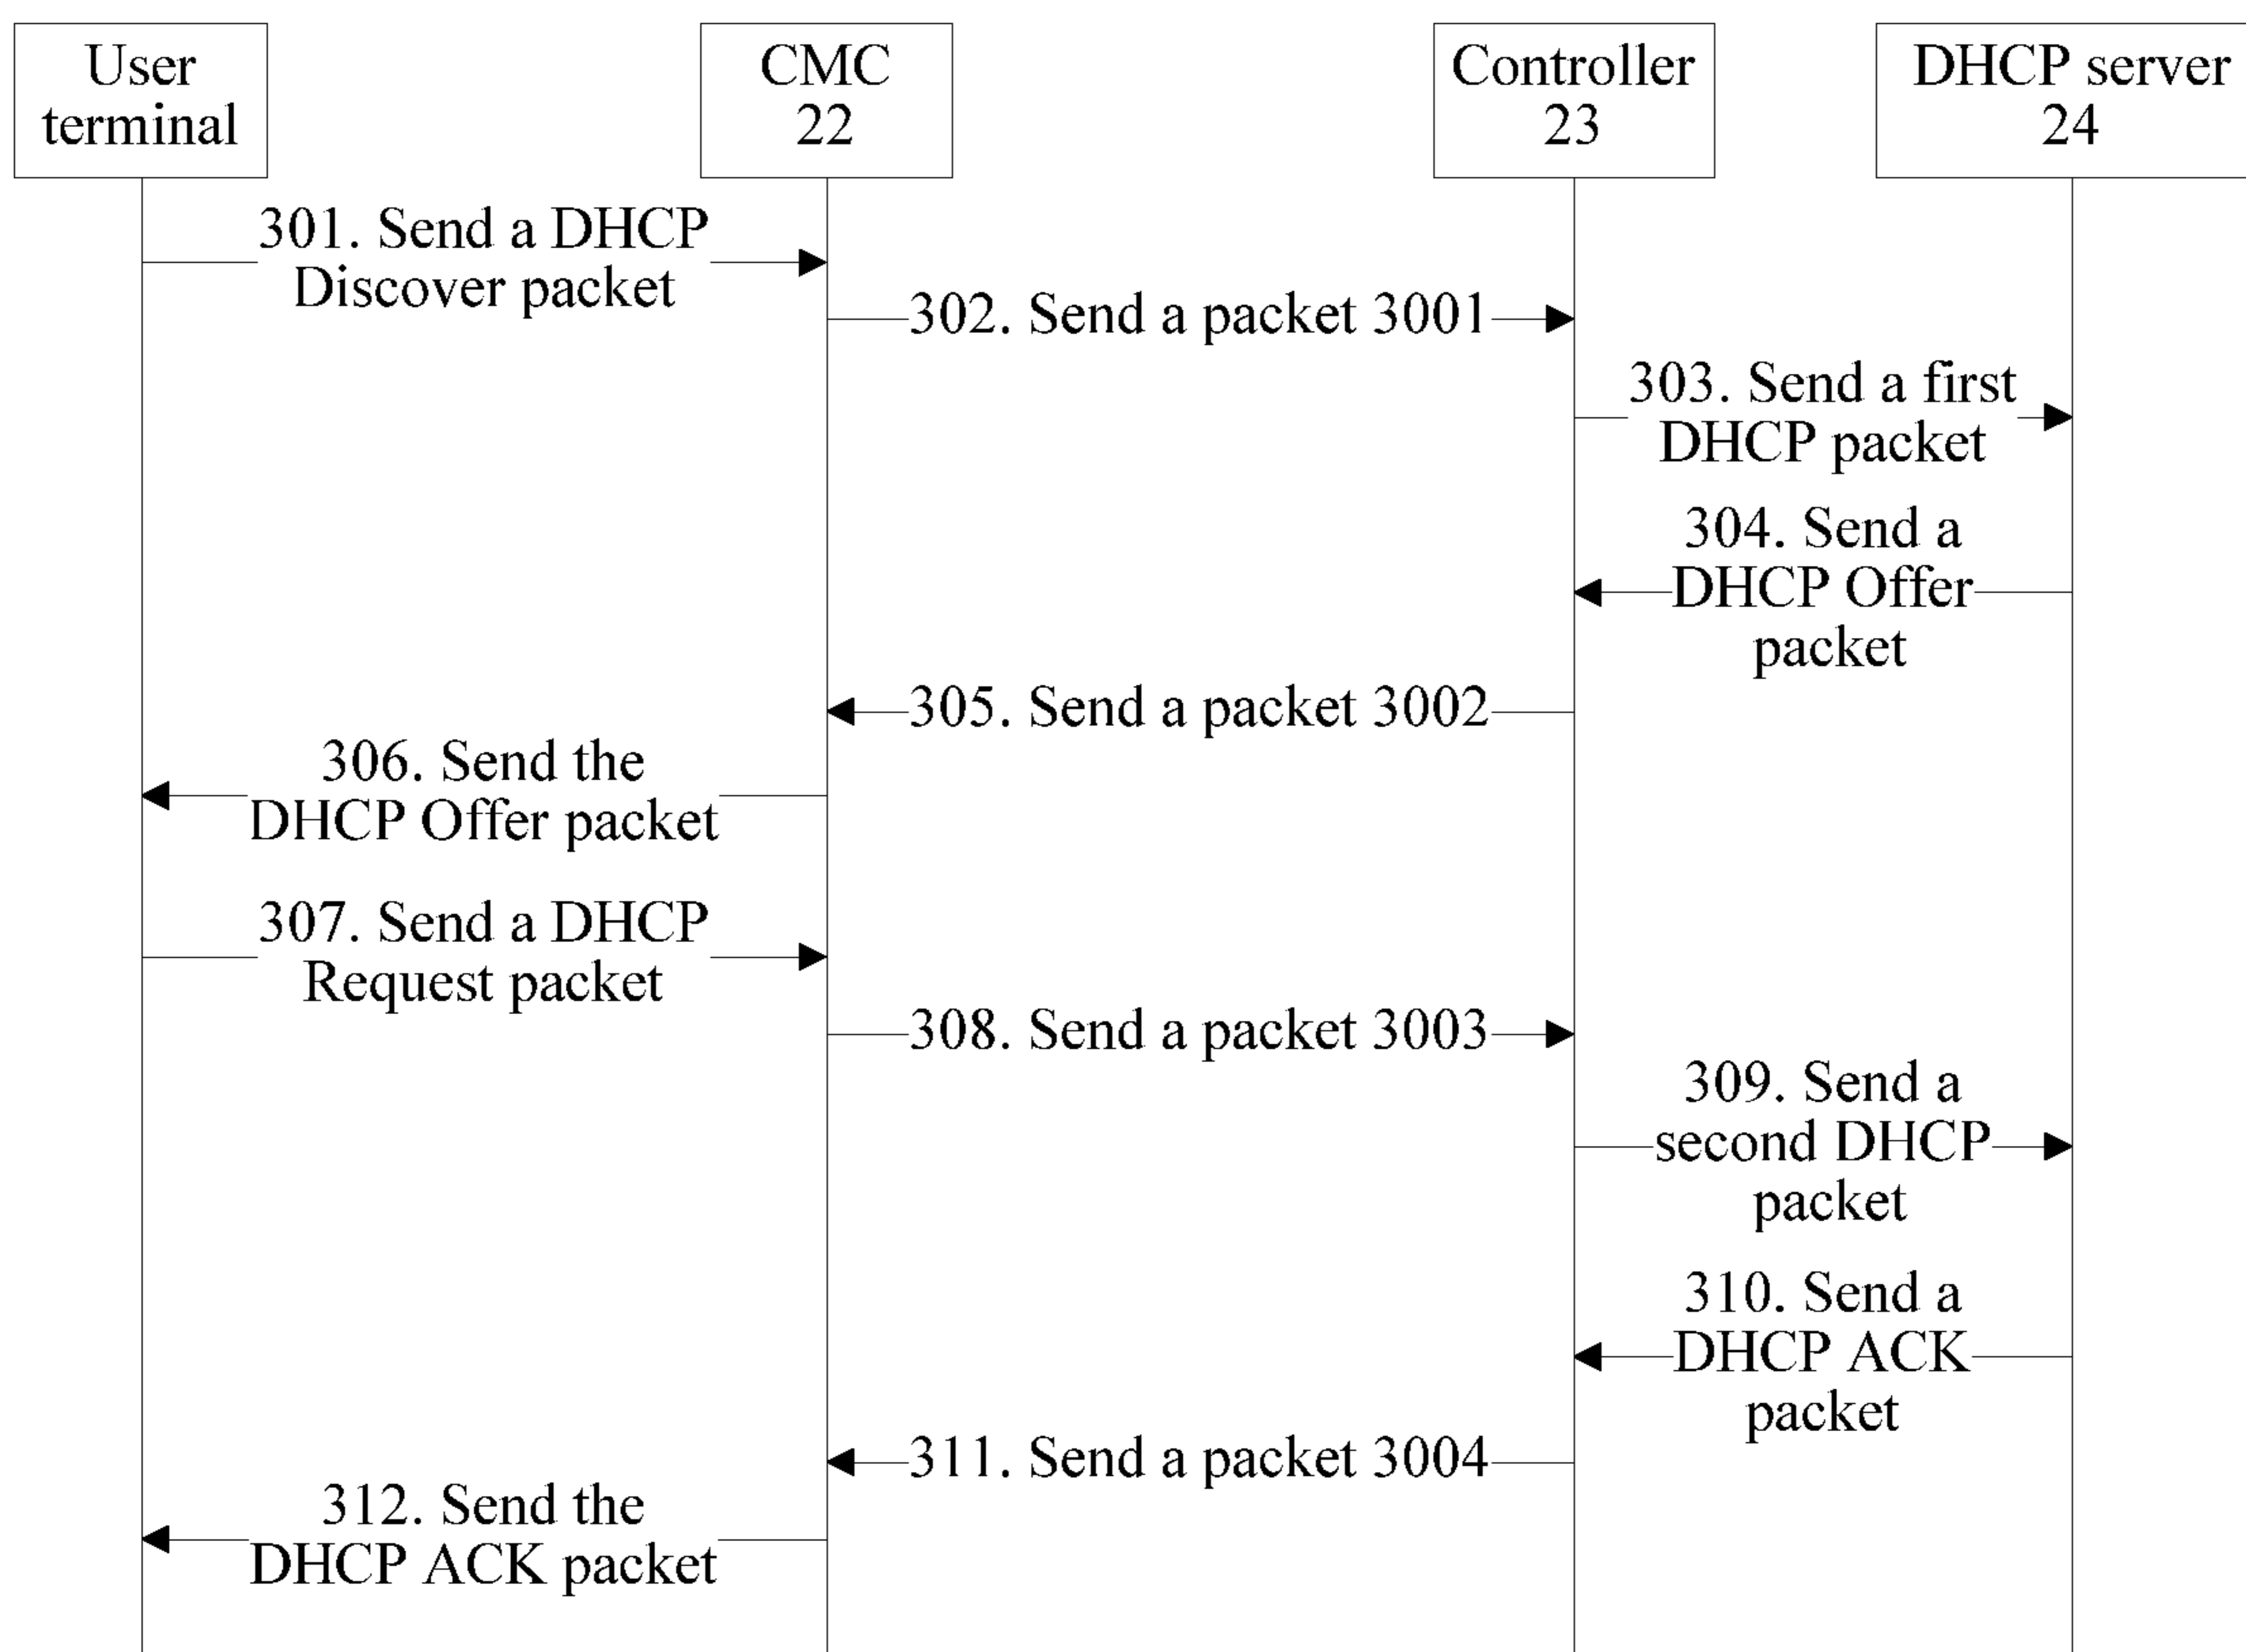 User
terminal
CMC
22
Controller
23
DHCP server
24
301. Send a DHCP
Discover packet
302. Send a packet 3001
303. Send a first
DHCP packet
304. Send a
DHCP Offer
packet
305. Send a packet 3002
306. Send the
DHCP Offer packet
307. Send a DHCP
Request packet
308. Send a packet 3003
309. Send a
second DHCP
packet
310. Send a
DHCP ACK
packet
311. Send a packet 3004
312. Send the
DHCP ACK packet